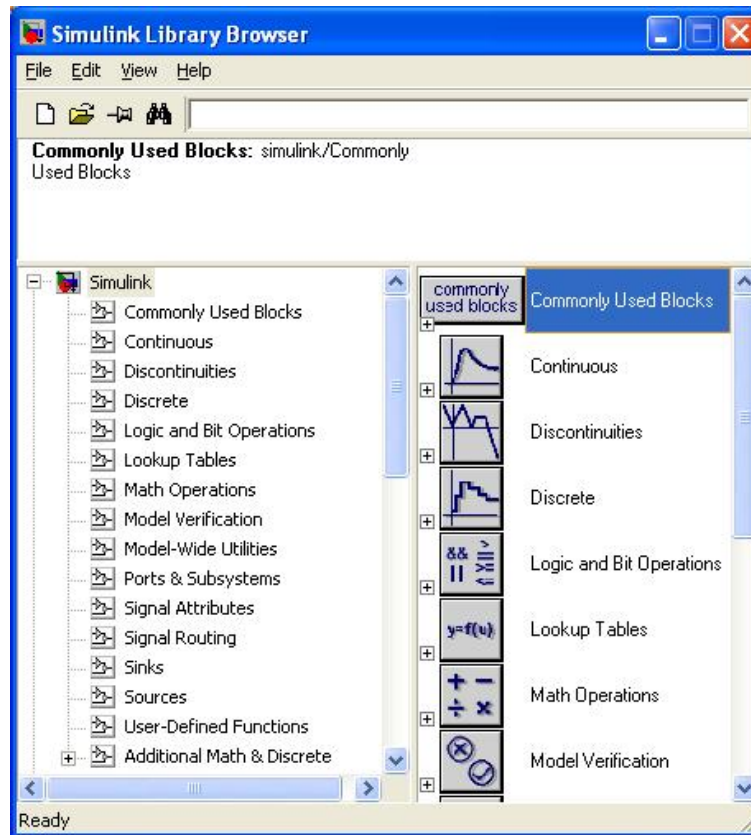 Simulink Library Browser
File Edit View Help
Commonly Used Blocks: simulink/Commonly
Used Blocks
Simulink
Commonly Used Blocks
Continuous
Discontinuities
Discrete
Logic and Bit Operations
Lookup Tables
Math Operations
Model Verification
Model-Wide Utilities
Ports & Subsystems
Signal Attributes
Signal Routing
Sinks
Sources
User-Defined Functions
Additional Math & Discrete
commonly
used blocks
Commonly Used Blocks
Continuous
Discontinuities
Discrete
&& >
|| >=
<=
Logic and Bit Operations
y=f(u)
Lookup Tables
+ −
÷ ×
Math Operations
Model Verification
Ready